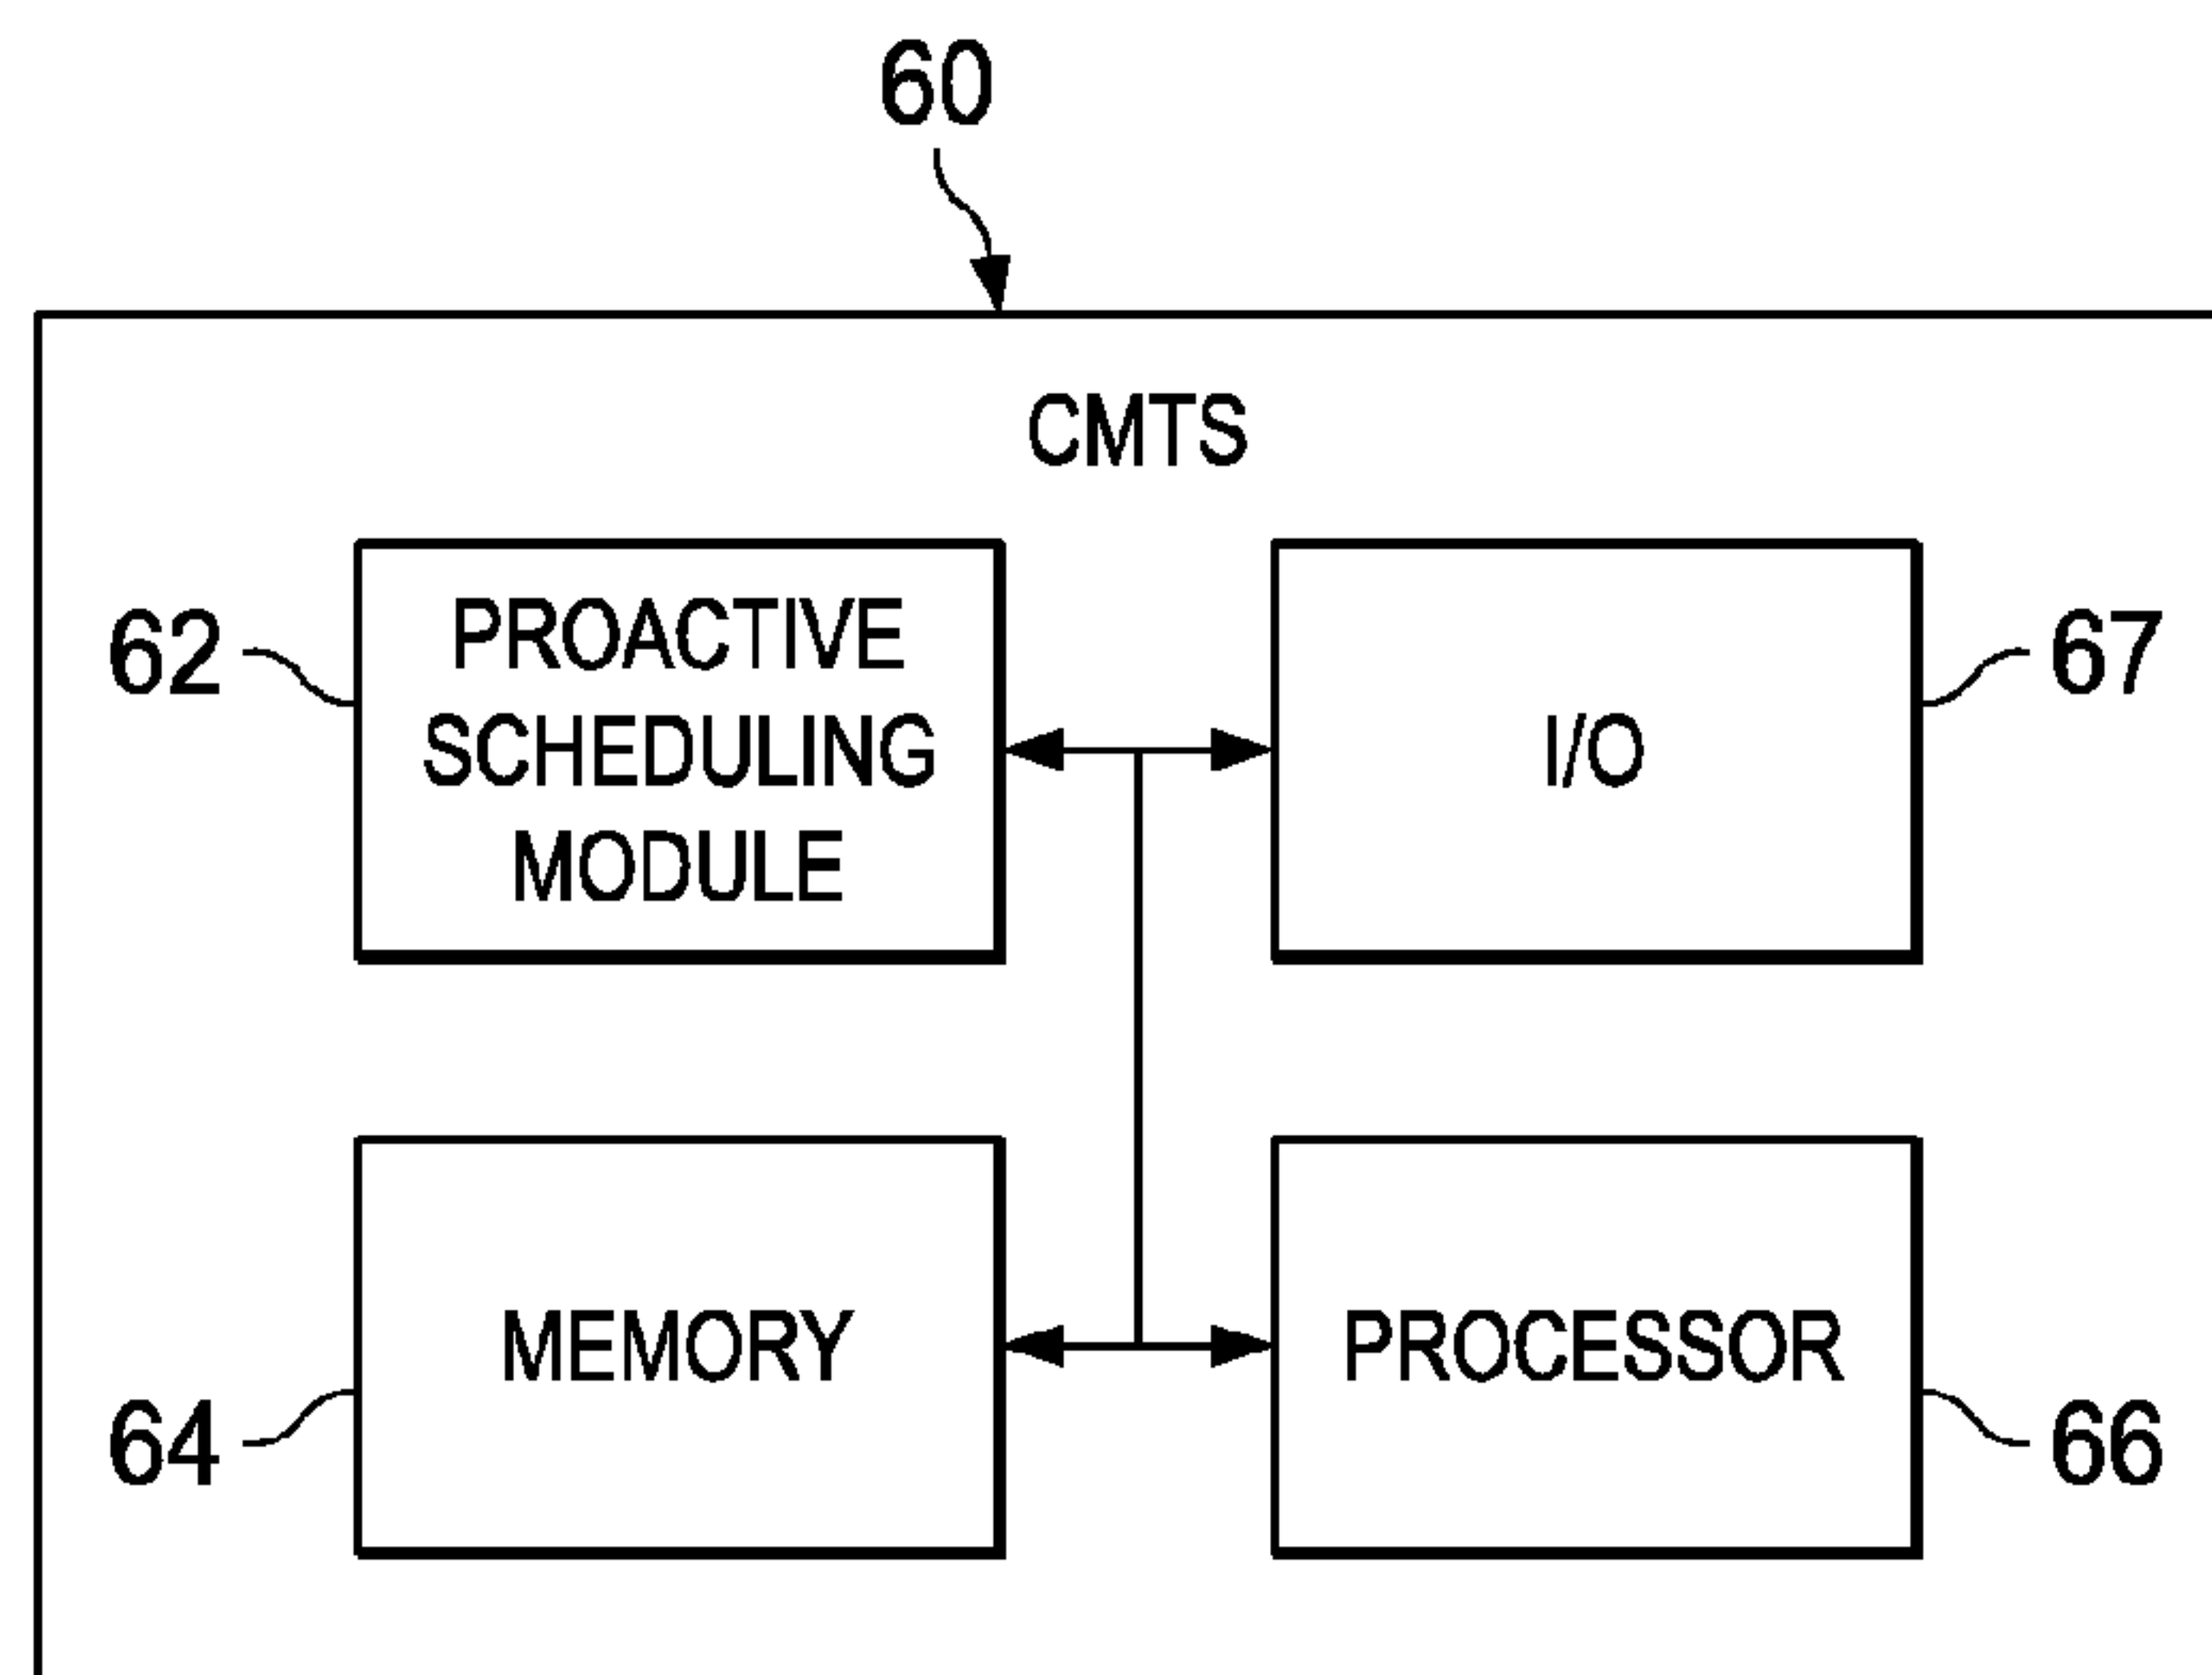 60
CMTS
62
PROACTIVE
SCHEDULING
MODULE
I/O
67
MEMORY
PROCESSOR
64
66